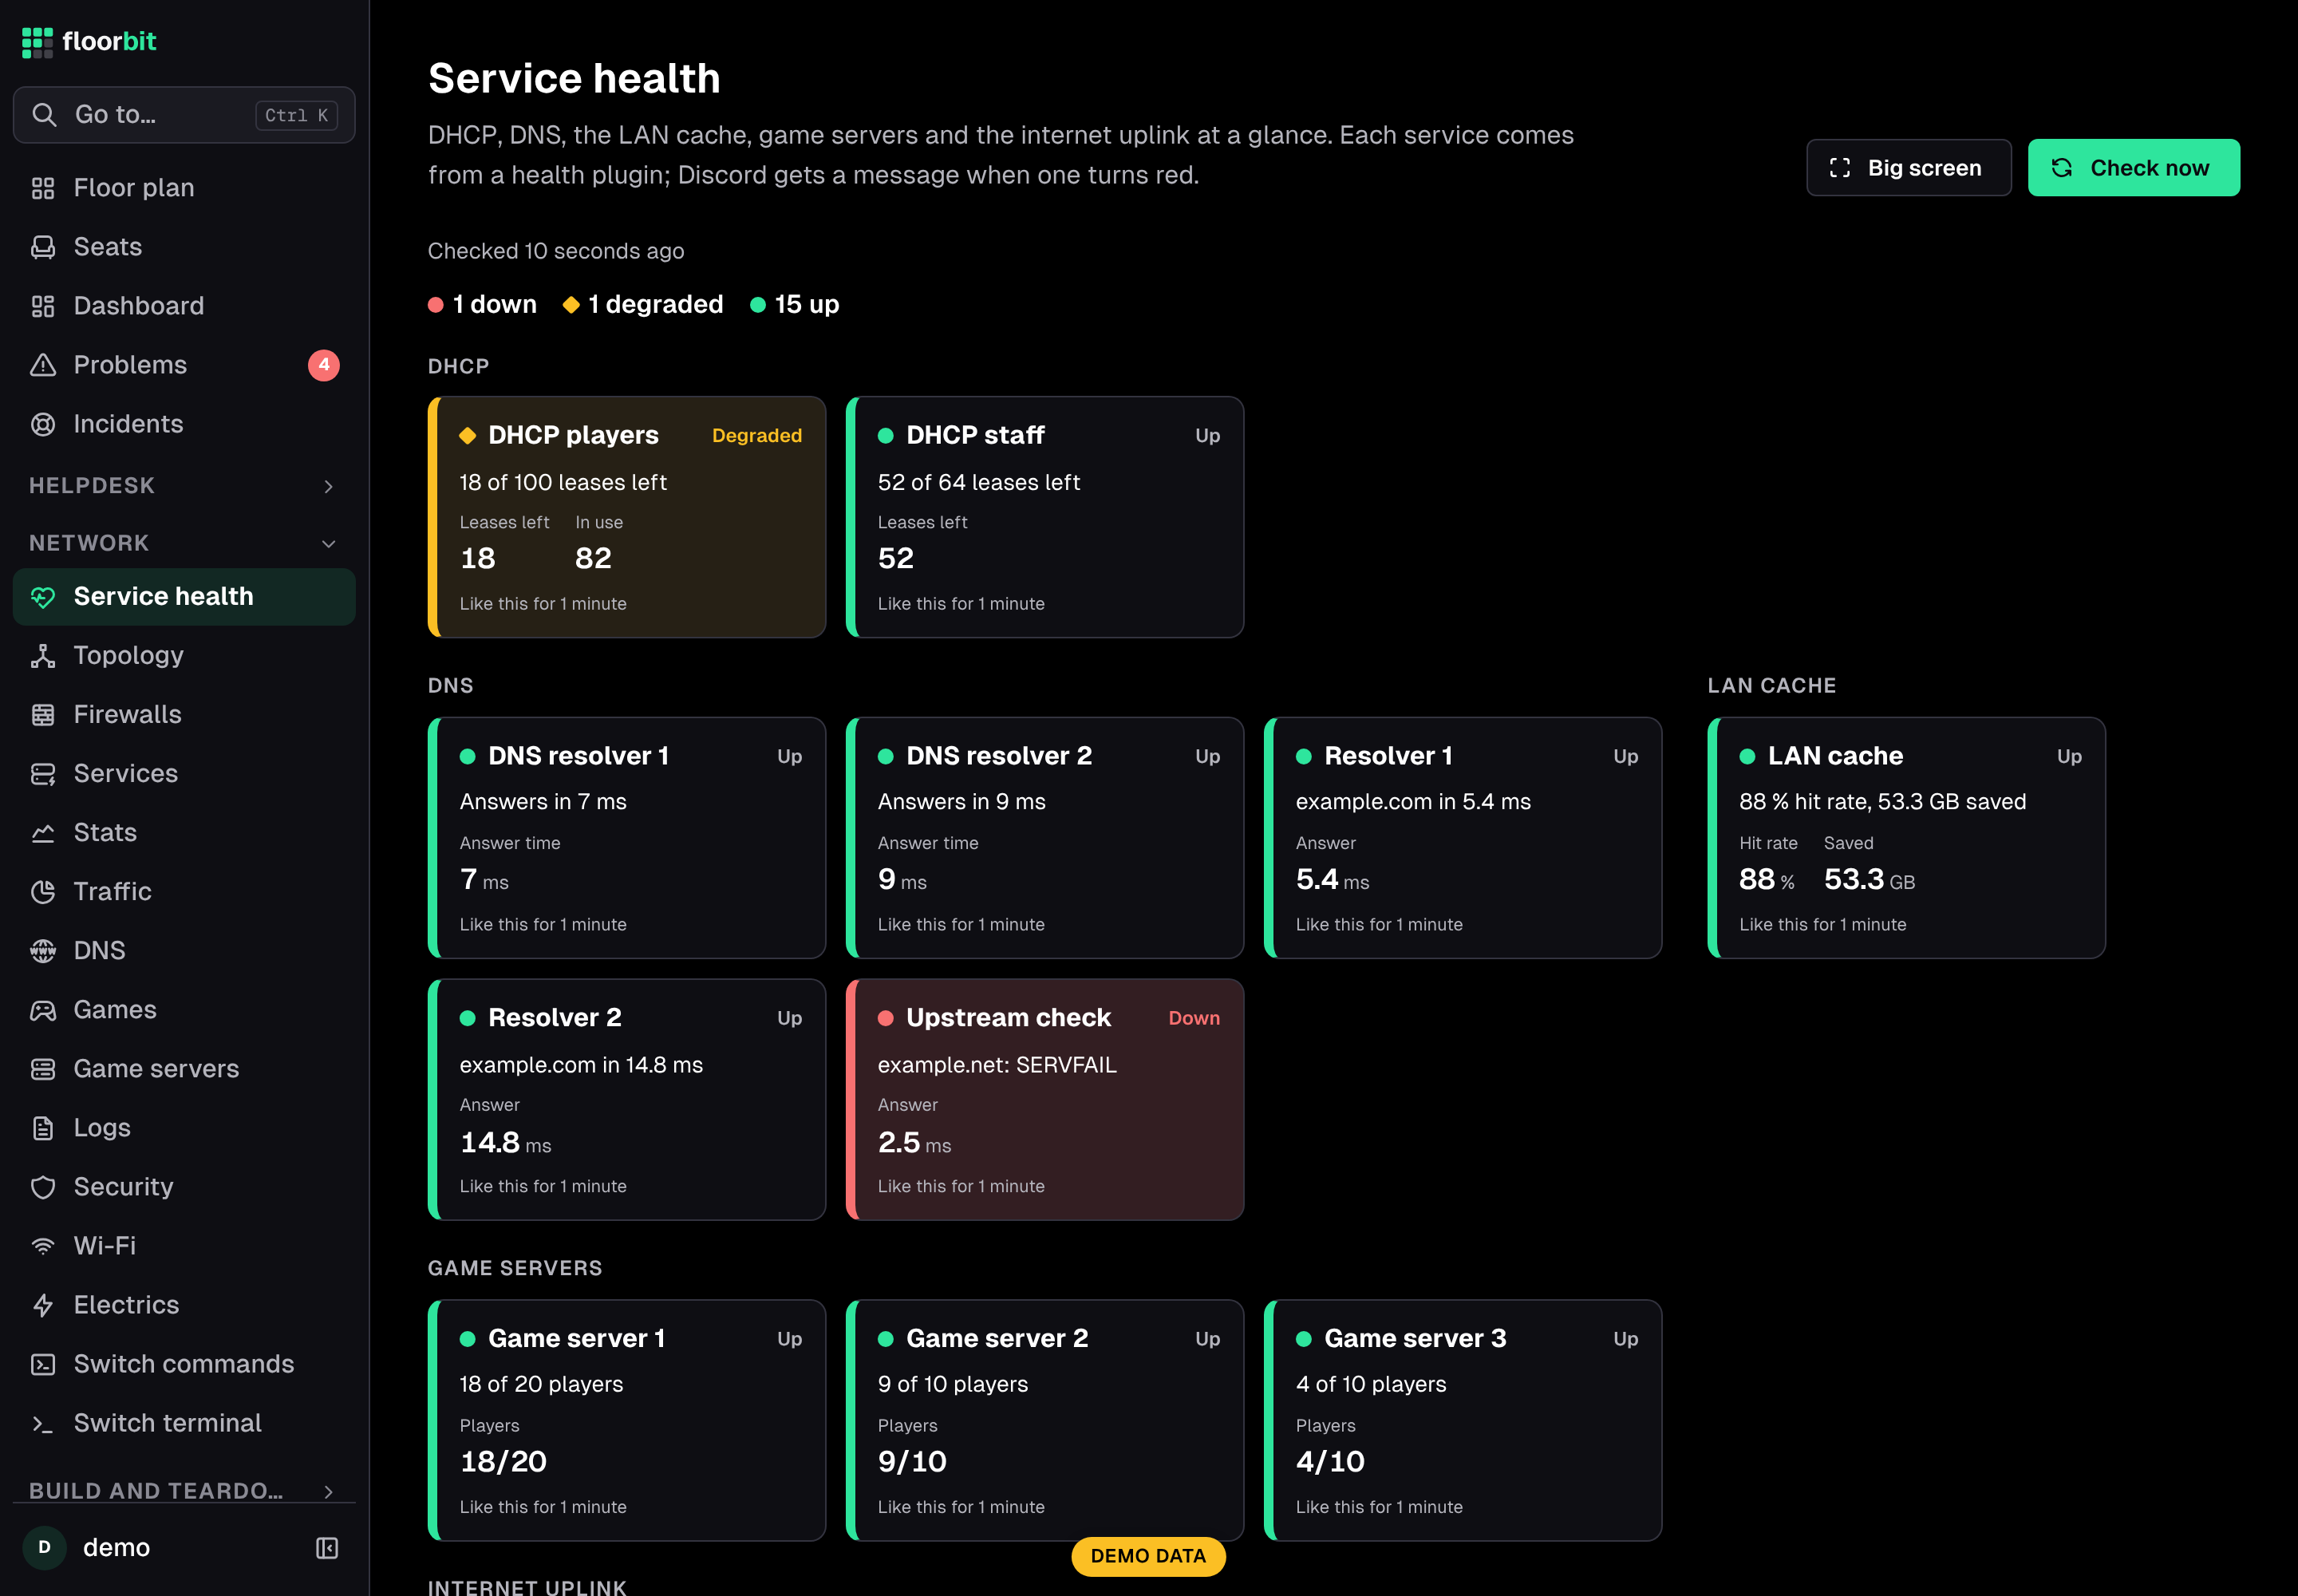 floorbit
Go to... Ctrl K
Floor plan
Seats
Dashboard
Problems 4
Incidents
HELPDESK
NETWORK
Service health
Topology
Firewalls
Services
Stats
Traffic
DNS
Games
Game servers
Logs
Security
Wi-Fi
Electrics
Switch commands
Switch terminal
BUILD AND TEARDO...
D demo
Service health
DHCP, DNS, the LAN cache, game servers and the internet uplink at a glance. Each service comes
from a health plugin; Discord gets a message when one turns red.
Big screen
Check now
Checked 10 seconds ago
1 down 1 degraded 15 up
DHCP
DHCP players Degraded
18 of 100 leases left
Leases left In use
18 82
Like this for 1 minute
DHCP staff Up
52 of 64 leases left
Leases left
52
Like this for 1 minute
DNS
DNS resolver 1 Up
Answers in 7 ms
Answer time
7 ms
Like this for 1 minute
DNS resolver 2 Up
Answers in 9 ms
Answer time
9 ms
Like this for 1 minute
Resolver 1 Up
example.com in 5.4 ms
Answer
5.4 ms
Like this for 1 minute
Resolver 2 Up
example.com in 14.8 ms
Answer
14.8 ms
Like this for 1 minute
Upstream check Down
example.net: SERVFAIL
Answer
2.5 ms
Like this for 1 minute
LAN CACHE
LAN cache Up
88 % hit rate, 53.3 GB saved
Hit rate Saved
88 % 53.3 GB
Like this for 1 minute
GAME SERVERS
Game server 1 Up
18 of 20 players
Players
18/20
Like this for 1 minute
Game server 2 Up
9 of 10 players
Players
9/10
Like this for 1 minute
Game server 3 Up
4 of 10 players
Players
4/10
Like this for 1 minute
DEMO DATA
INTERNET UPLINK